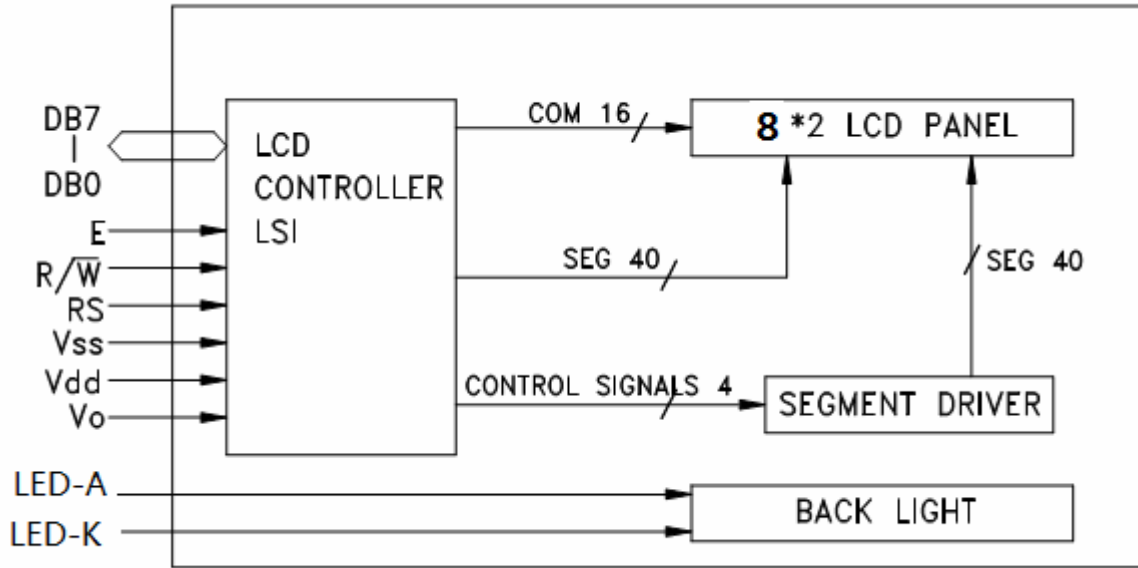 DB7
DB0
E
R/W̅
RS
Vss
Vdd
Vo
LED-A
LED-K
LCD
CONTROLLER
LSI
COM 16
8 *2 LCD PANEL
SEG 40
SEG 40
CONTROL SIGNALS 4
SEGMENT DRIVER
BACK LIGHT